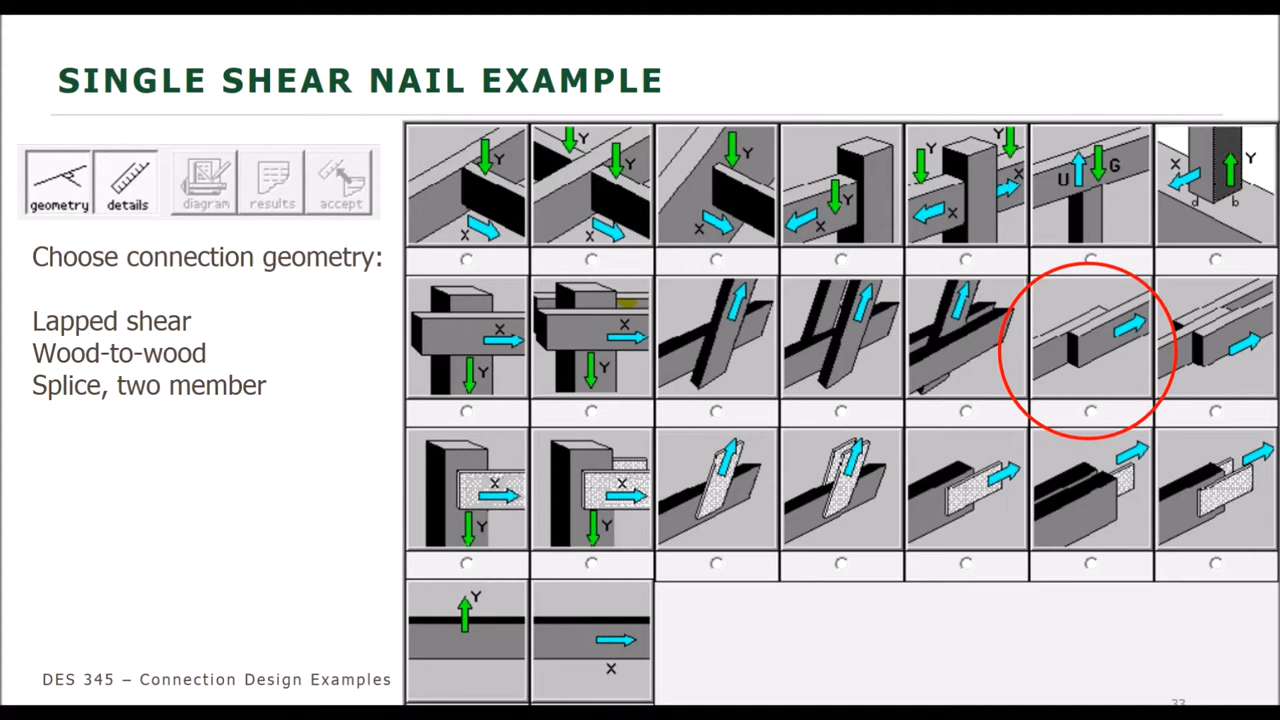 SINGLE SHEAR NAIL EXAMPLE
geometry details diagram results accept
Choose connection geometry:
Lapped shear
Wood-to-wood
Splice, two member
Y X
Y Y X
Y X
Y X
Y Y X X
U G
X Y d b
X Y
X Y
X Y
X Y
Y
X
DES 345 – Connection Design Examples
33